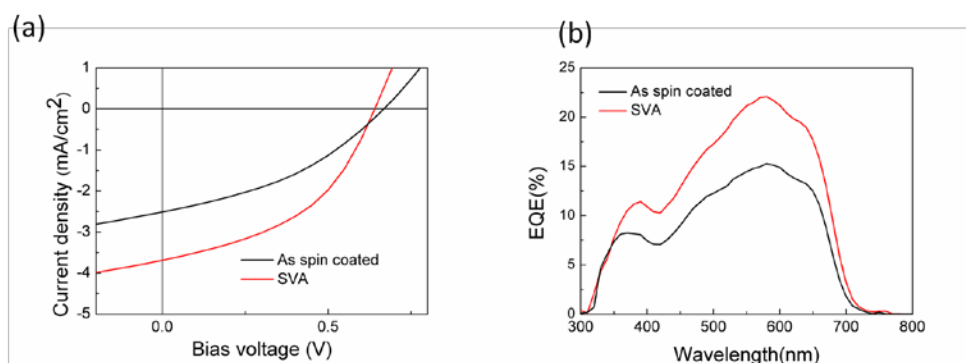 (a)
1
0
-1
-2
-3
-4
-5
Current density (mA/cm2)
As spin coated
SVA
0.0
0.5
Bias voltage (V)
(b)
25
20
15
10
5
0
EQE(%)
As spin coated
SVA
300
400
500
600
700
800
Wavelength(nm)